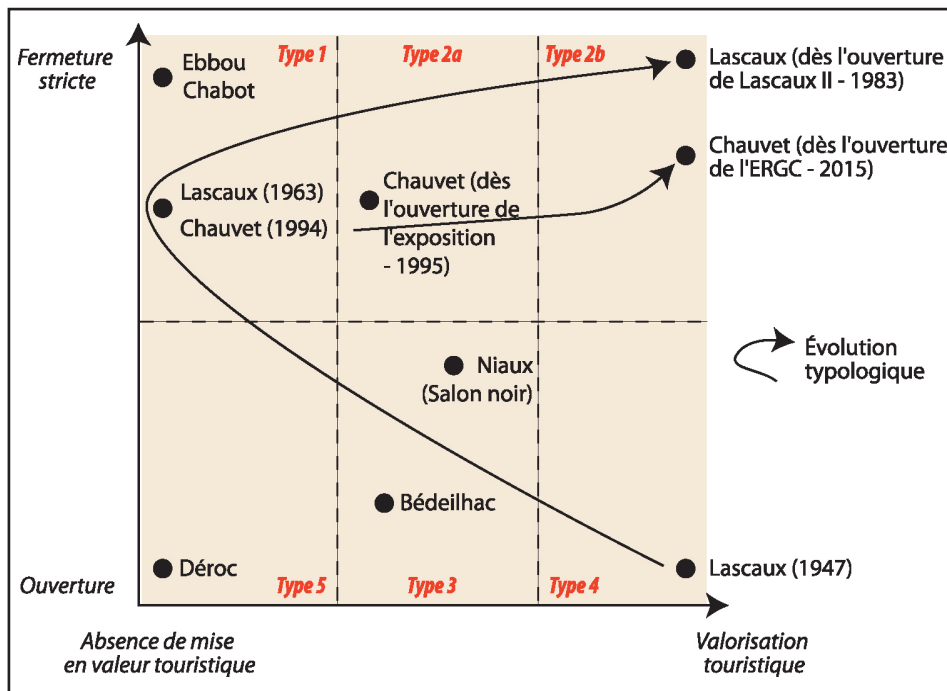 Fermeture
stricte
Type 1
Type 2a
Type 2b
Ebbou
Chabot
Lascaux (dès l'ouverture
de Lascaux II - 1983)
Chauvet (dès l'ouverture
de l'ERGC - 2015)
Lascaux (1963)
Chauvet (1994)
Chauvet (dès
l'ouverture de
l'exposition
- 1995)
Niaux
(Salon noir)
Évolution
typologique
Bédeilhac
Déroc
Lascaux (1947)
Ouverture
Type 5
Type 3
Type 4
Absence de mise
en valeur touristique
Valorisation
touristique